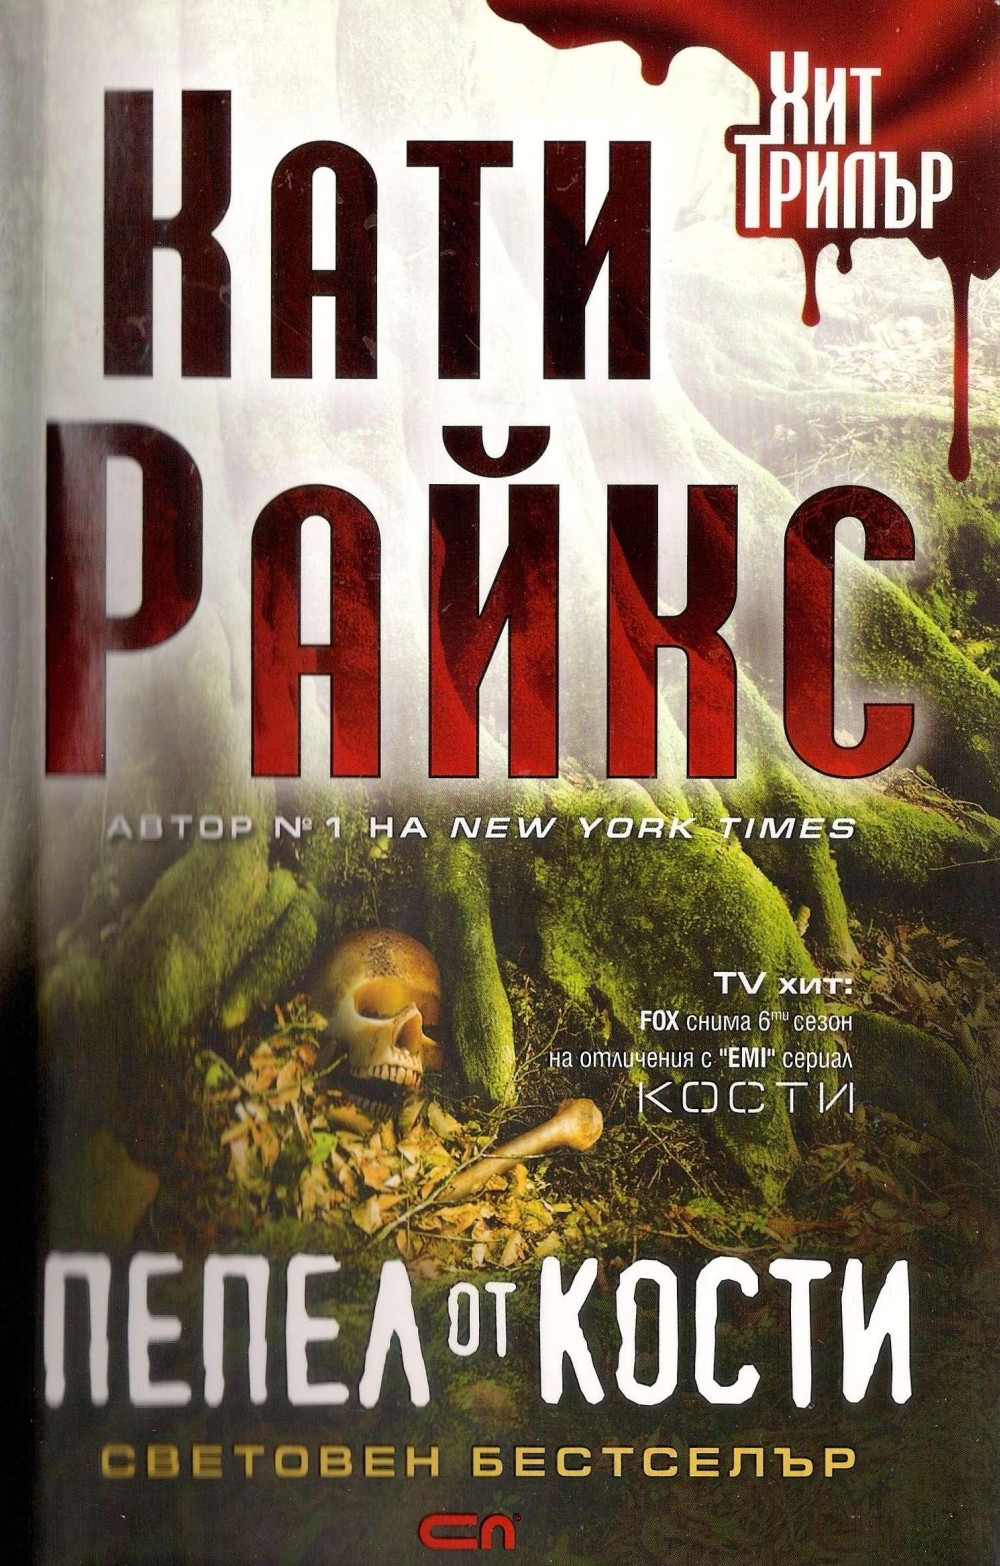 ХИТ
ТРИЛЪР
КАТИ
РАЙКС
АВТОР №1 НА NEW YORK TIMES
TV хит:
FOX снима 6ти сезон
на отличения с "EMI" сериал
КОСТИ
ПЕПЕЛ ОТ КОСТИ
СВЕТОВЕН БЕСТСЕЛЪР
СП